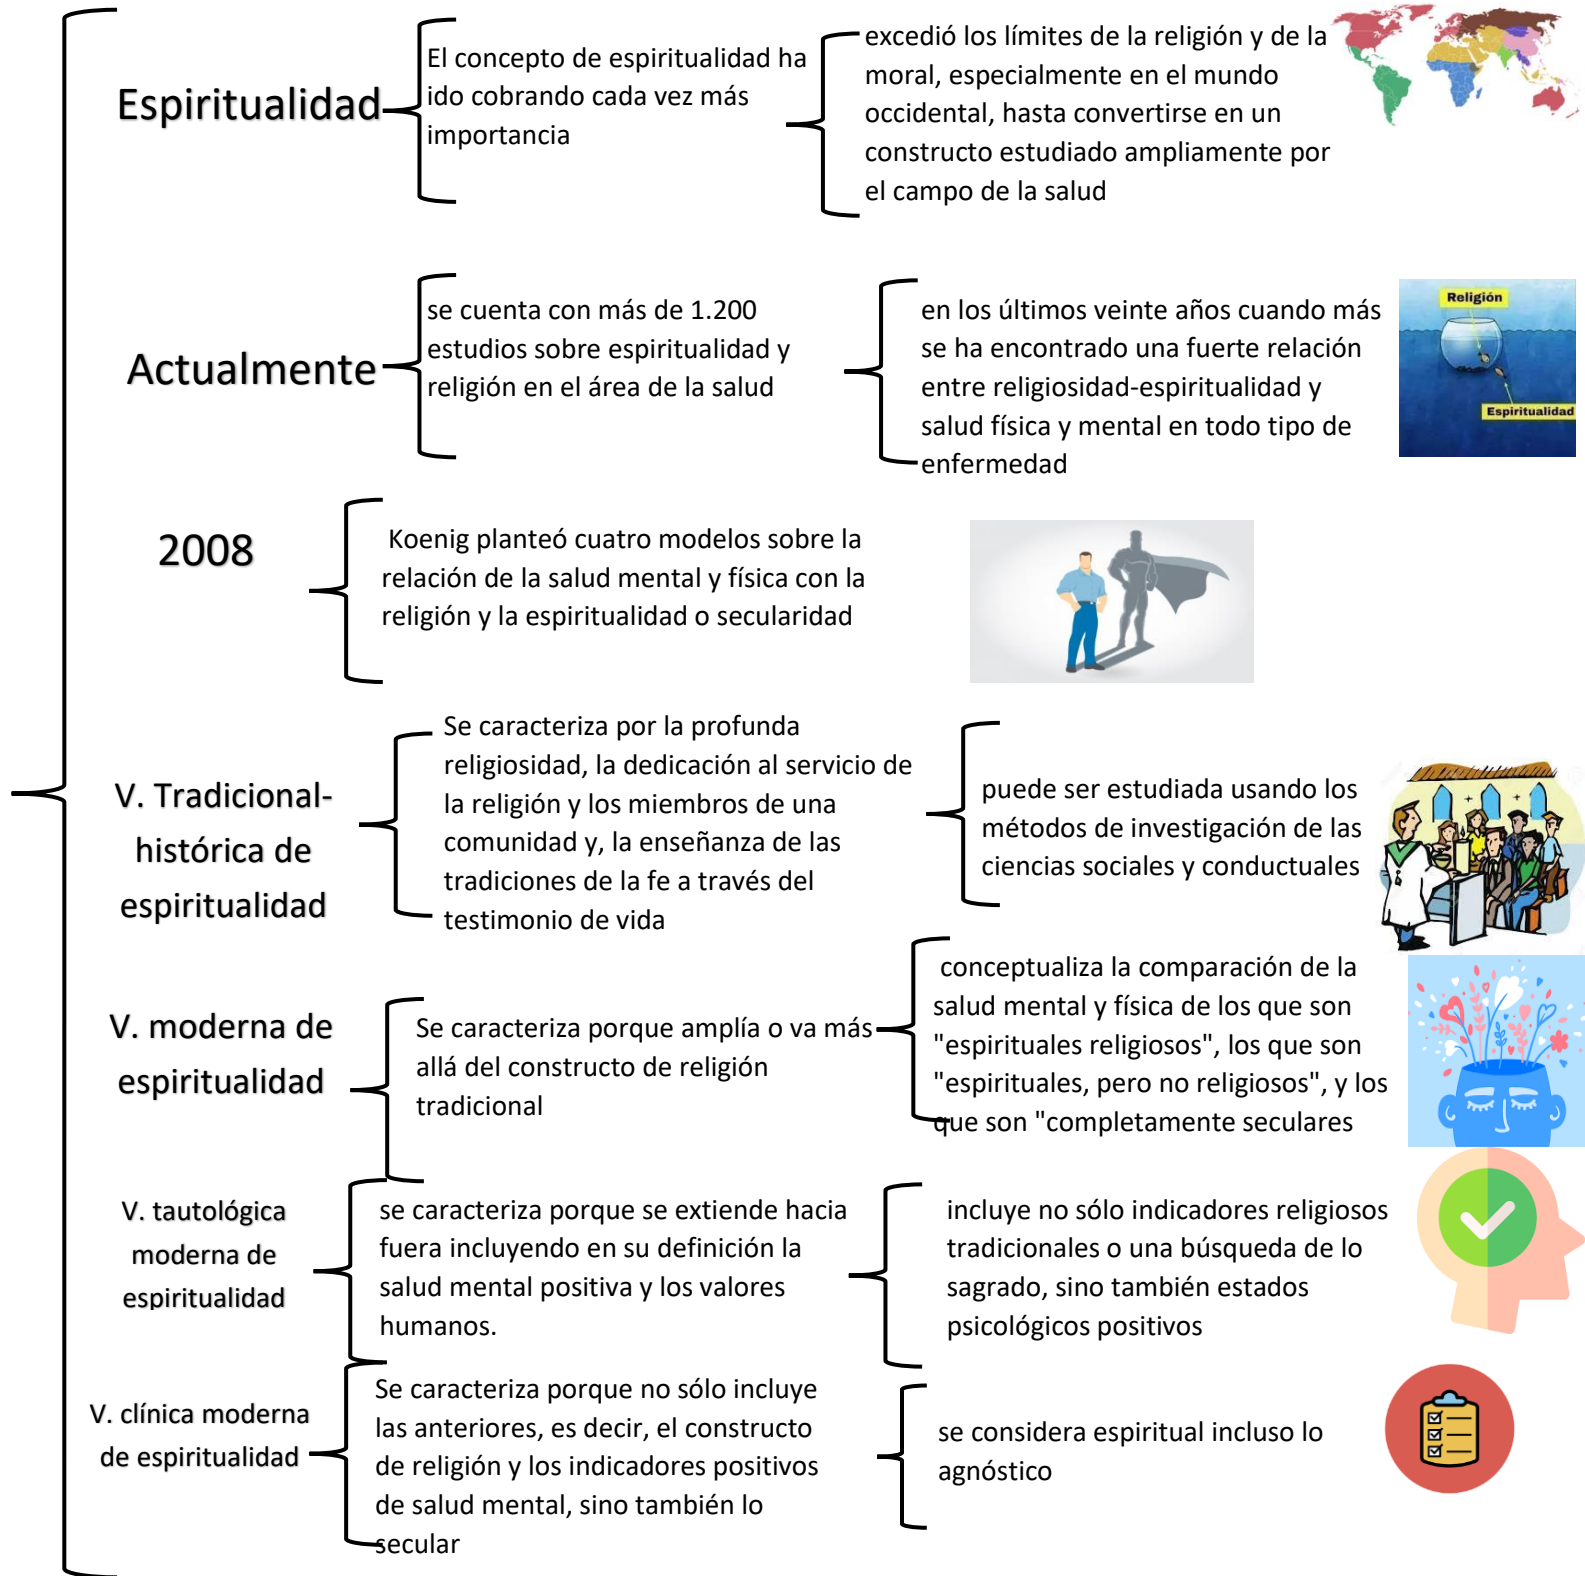 Espiritualidad
El concepto de espiritualidad ha
ido cobrando cada vez más
importancia
excedió los límites de la religión y de la
moral, especialmente en el mundo
occidental, hasta convertirse en un
constructo estudiado ampliamente por
el campo de la salud
Actualmente
se cuenta con más de 1.200
estudios sobre espiritualidad y
religión en el área de la salud
en los últimos veinte años cuando más
se ha encontrado una fuerte relación
entre religiosidad-espiritualidad y
salud física y mental en todo tipo de
enfermedad
Religión
Espiritualidad
2008
Koenig planteó cuatro modelos sobre la
relación de la salud mental y física con la
religión y la espiritualidad o secularidad
V. Tradicional-
histórica de
espiritualidad
Se caracteriza por la profunda
religiosidad, la dedicación al servicio de
la religión y los miembros de una
comunidad y, la enseñanza de las
tradiciones de la fe a través del
testimonio de vida
puede ser estudiada usando los
métodos de investigación de las
ciencias sociales y conductuales
V. moderna de
espiritualidad
Se caracteriza porque amplía o va más
allá del constructo de religión
tradicional
conceptualiza la comparación de la
salud mental y física de los que son
"espirituales religiosos", los que son
"espirituales, pero no religiosos", y los
que son "completamente seculares
V. tautológica
moderna de
espiritualidad
se caracteriza porque se extiende hacia
fuera incluyendo en su definición la
salud mental positiva y los valores
humanos.
incluye no sólo indicadores religiosos
tradicionales o una búsqueda de lo
sagrado, sino también estados
psicológicos positivos
V. clínica moderna
de espiritualidad
Se caracteriza porque no sólo incluye
las anteriores, es decir, el constructo
de religión y los indicadores positivos
de salud mental, sino también lo
secular
se considera espiritual incluso lo
agnóstico